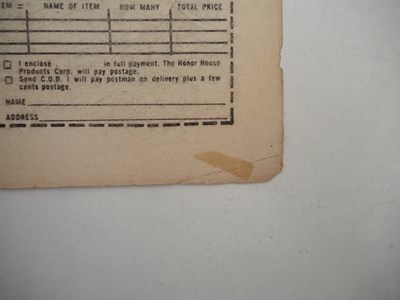 EM = NAME OF ITEM HOW MANY TOTAL PRICE
I enclose in full payment. The Honor House
Products Corp. will pay postage.
Send C.O.D. I will pay postman on delivery plus a few
cents postage.
NAME
ADDRESS